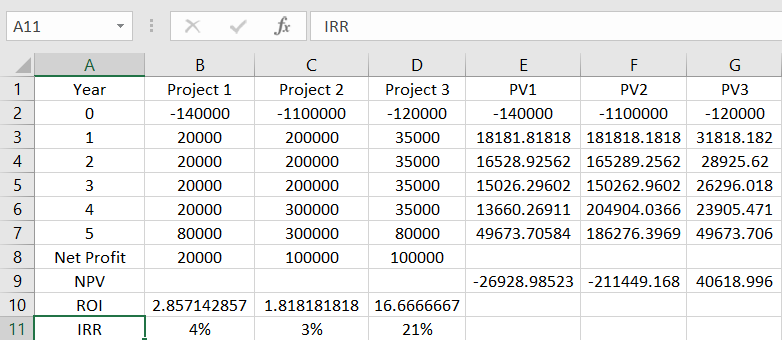 A11 fx IRR
A B C D E F G
1 Year Project 1 Project 2 Project 3 PV1 PV2 PV3
2 0 -140000 -1100000 -120000 -140000 -1100000 -120000
3 1 20000 200000 35000 18181.81818 181818.1818 31818.182
4 2 20000 200000 35000 16528.92562 165289.2562 28925.62
5 3 20000 200000 35000 15026.29602 150262.9602 26296.018
6 4 20000 300000 35000 13660.26911 204904.0366 23905.471
7 5 80000 300000 80000 49673.70584 186276.3969 49673.706
8 Net Profit 20000 100000 100000
9 NPV -26928.98523 -211449.168 40618.996
10 ROI 2.857142857 1.818181818 16.6666667
11 IRR 4% 3% 21%